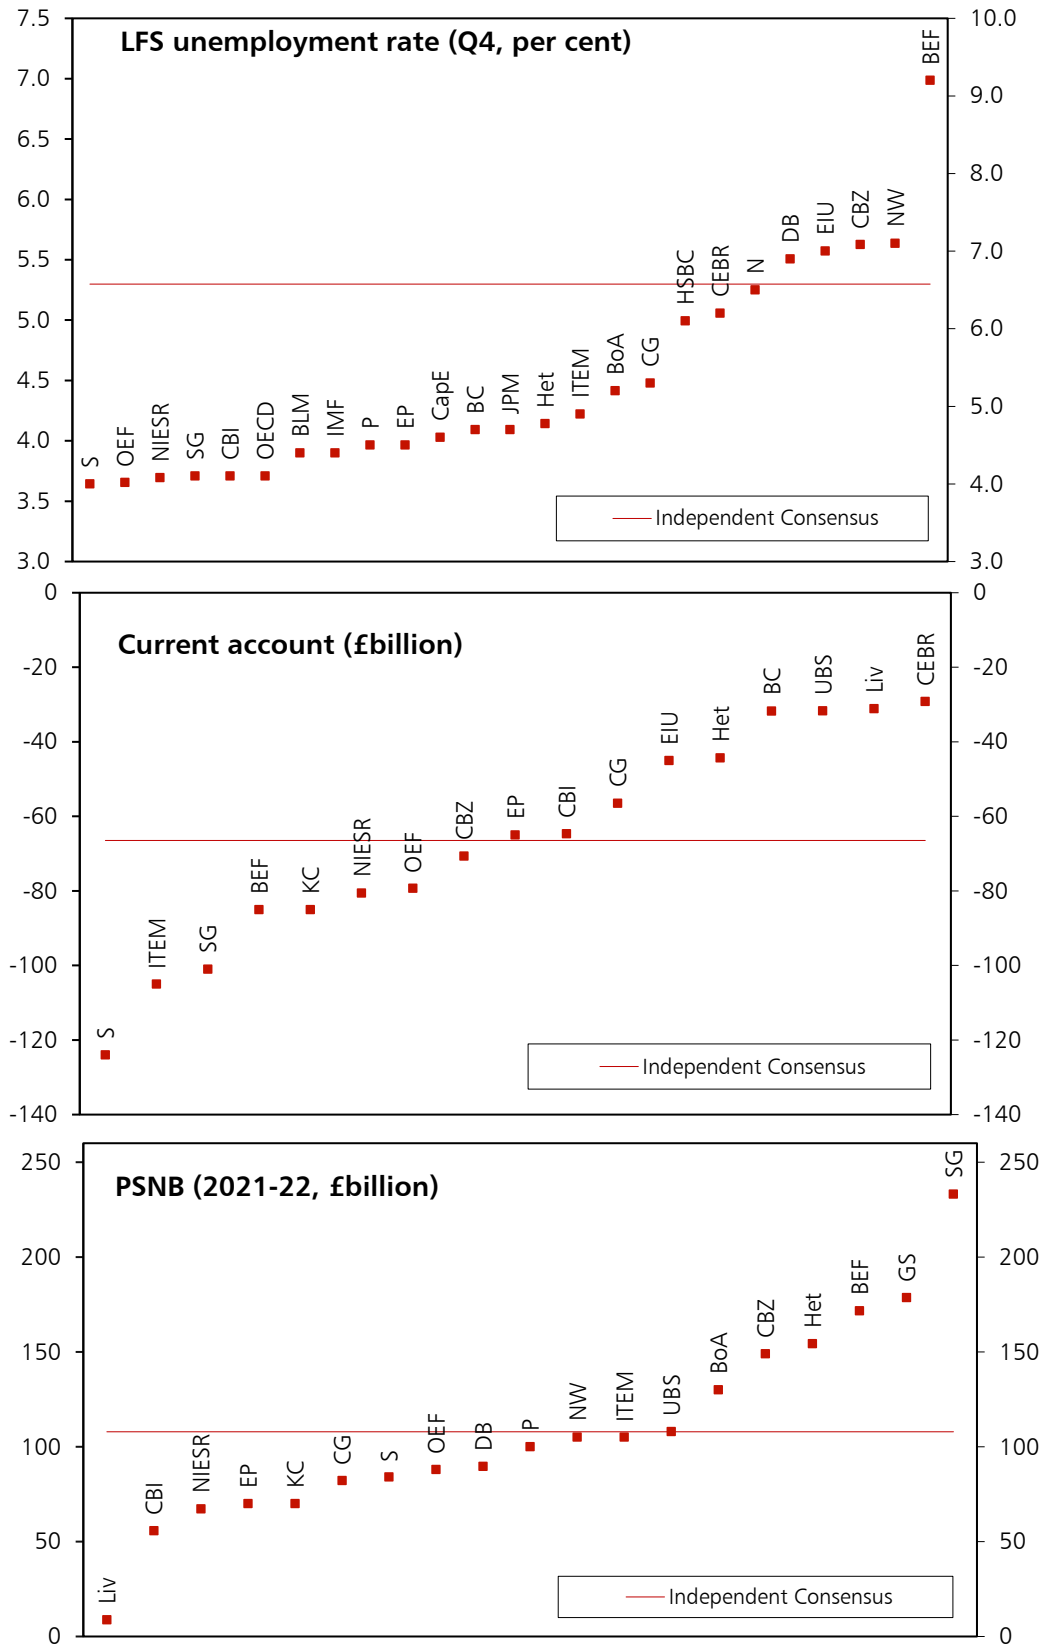 LFS unemployment rate (Q4, per cent)
7.5
7.0
6.5
6.0
5.5
5.0
4.5
4.0
3.5
3.0
10.0
9.0
8.0
7.0
6.0
5.0
4.0
3.0
S
OEF
NIESR
SG
CBI
OECD
BLM
IMF
P
EP
CapE
BC
JPM
Het
ITEM
BoA
CG
HSBC
CEBR
N
DB
EIU
CBZ
NW
BEF
Independent Consensus
Current account (£billion)
0
-20
-40
-60
-80
-100
-120
-140
0
-20
-40
-60
-80
-100
-120
-140
S
ITEM
SG
BEF
KC
NIESR
OEF
CBZ
EP
CBI
CG
EIU
Het
BC
UBS
Liv
CEBR
Independent Consensus
PSNB (2021-22, £billion)
250
200
150
100
50
0
250
200
150
100
50
0
Liv
CBI
NIESR
EP
KC
CG
S
OEF
DB
P
NW
ITEM
UBS
BoA
CBZ
Het
BEF
GS
SG
Independent Consensus